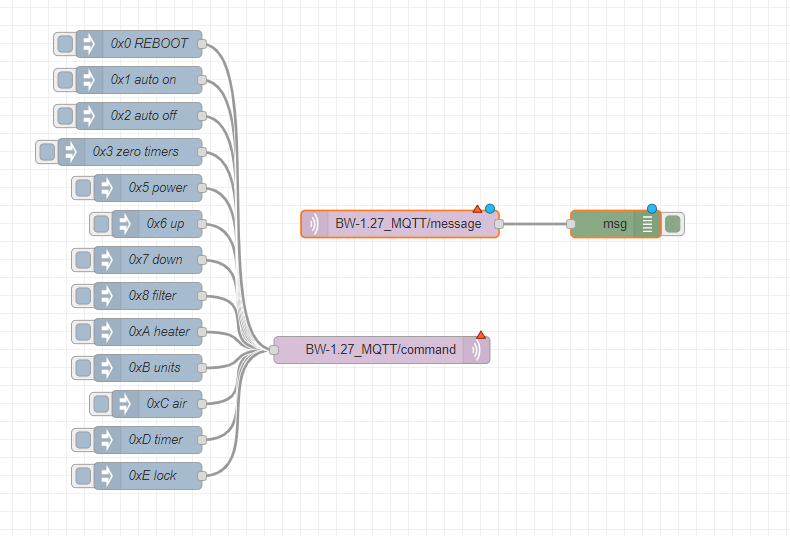 0x0 REBOOT
0x1 auto on
0x2 auto off
0x3 zero timers
0x5 power
0x6 up
BW-1.27_MQTT/message
msg
0x7 down
0x8 filter
0xA heater
BW-1.27_MQTT/command
0xB units
0xC air
0xD timer
0xE lock